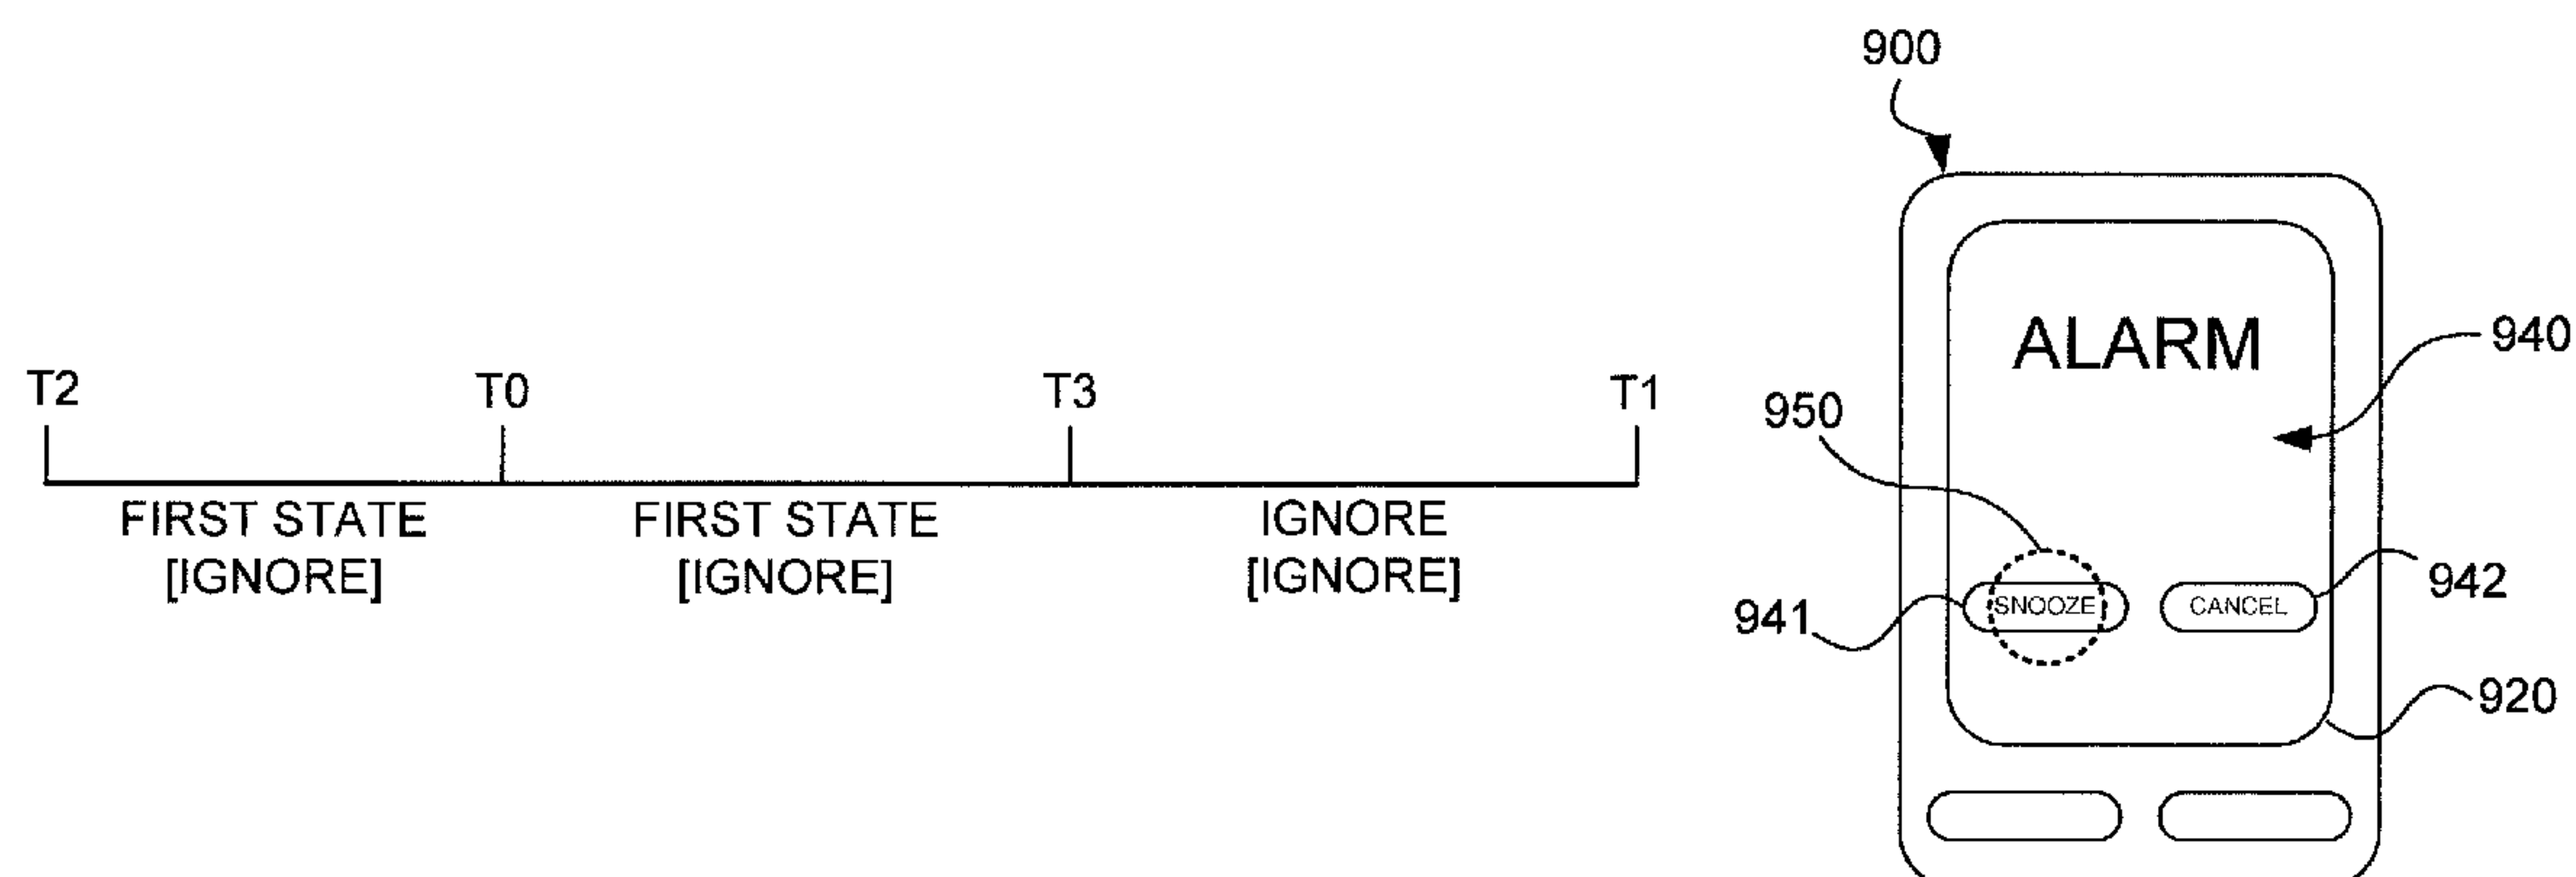 T2 T0 T3 T1
FIRST STATE FIRST STATE IGNORE
[IGNORE] [IGNORE] [IGNORE]
900
ALARM
940
950
941
SNOOZE
CANCEL
942
920